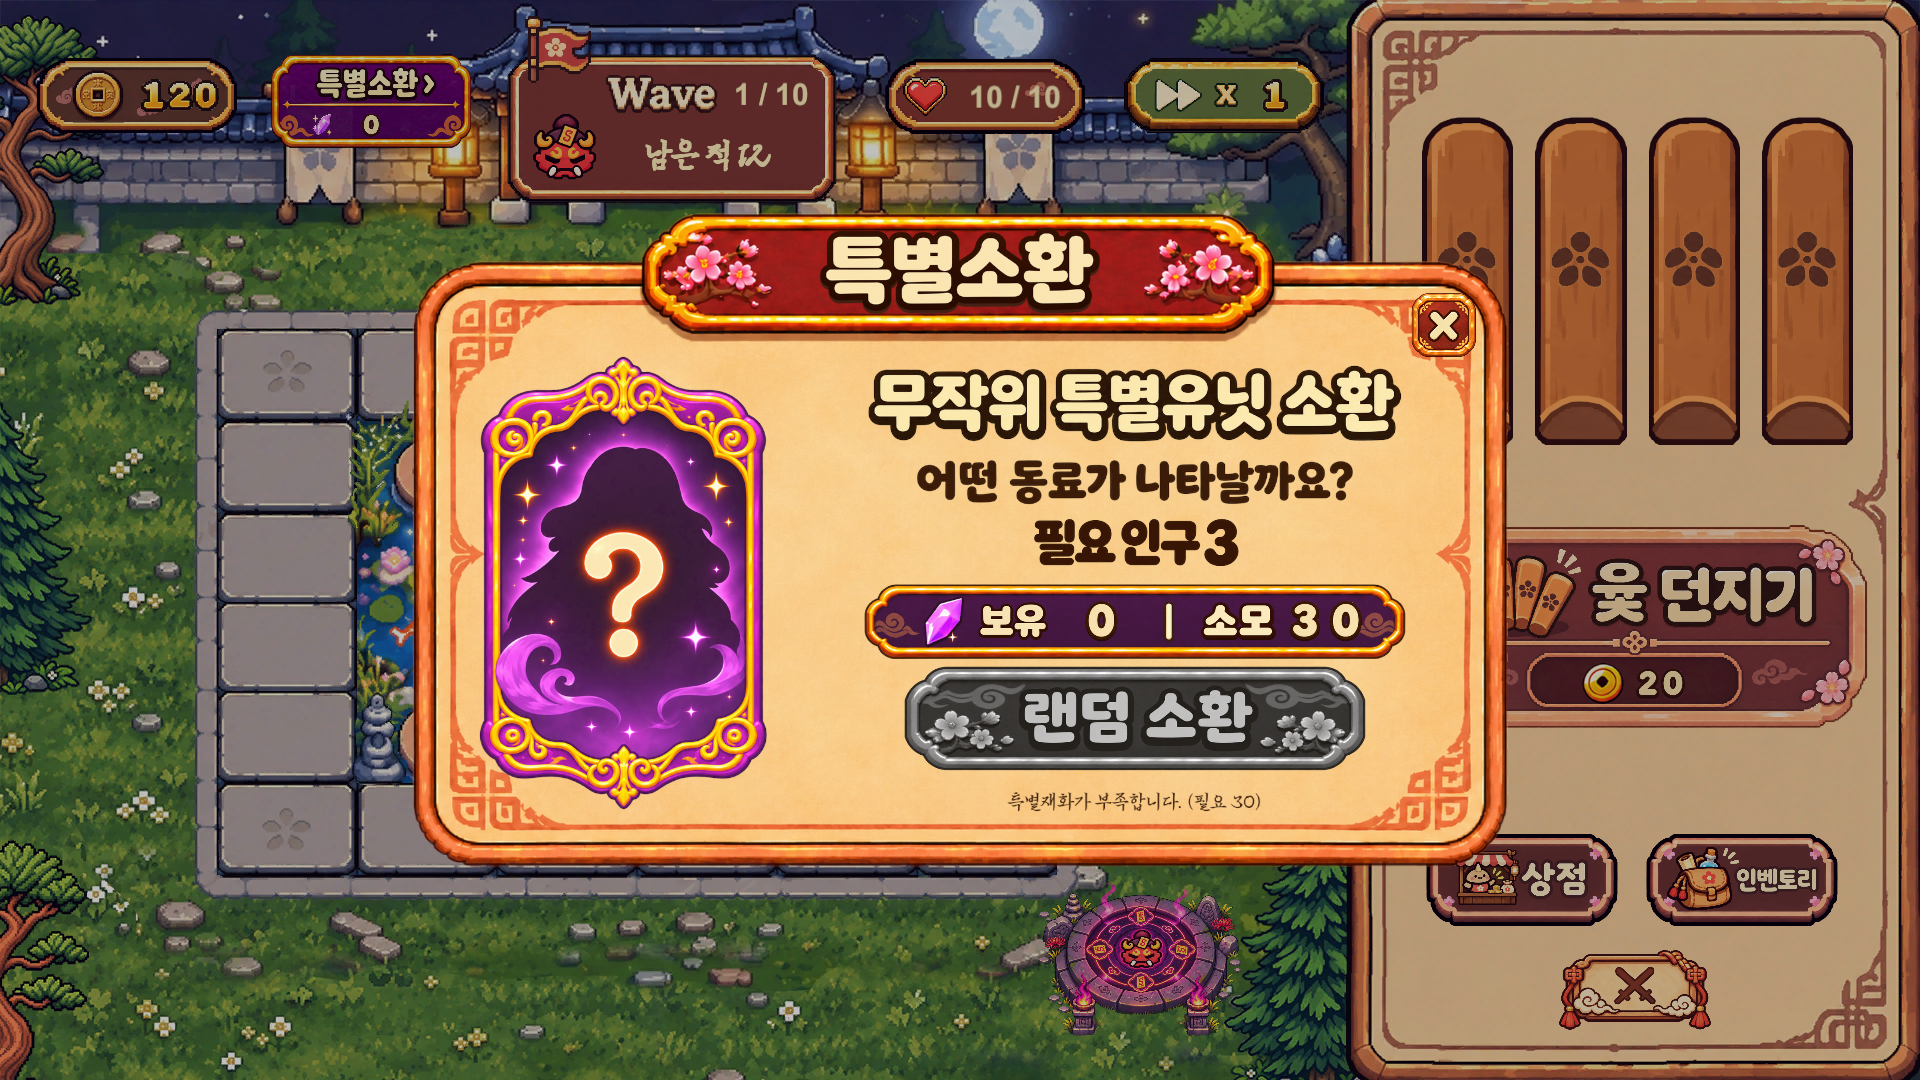 120
특별소환 >
0
Wave 1 / 10
남은적 12
10 / 10
X 1
특별소환
무작위 특별유닛 소환
어떤 동료가 나타날까요?
필요 인구 3
?
보유 0 | 소모 30
랜덤 소환
특별재화가 부족합니다. (필요 30)
윷 던지기
20
상점
인벤토리